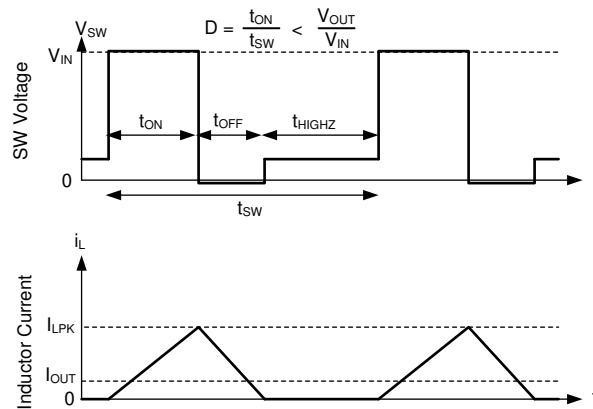 V_SW
D = t_ON / t_SW < V_OUT / V_IN
V_IN
SW Voltage
t_ON
t_OFF
t_HIGHZ
0
t_SW
i_L
Inductor Current
I_LPK
I_OUT
0